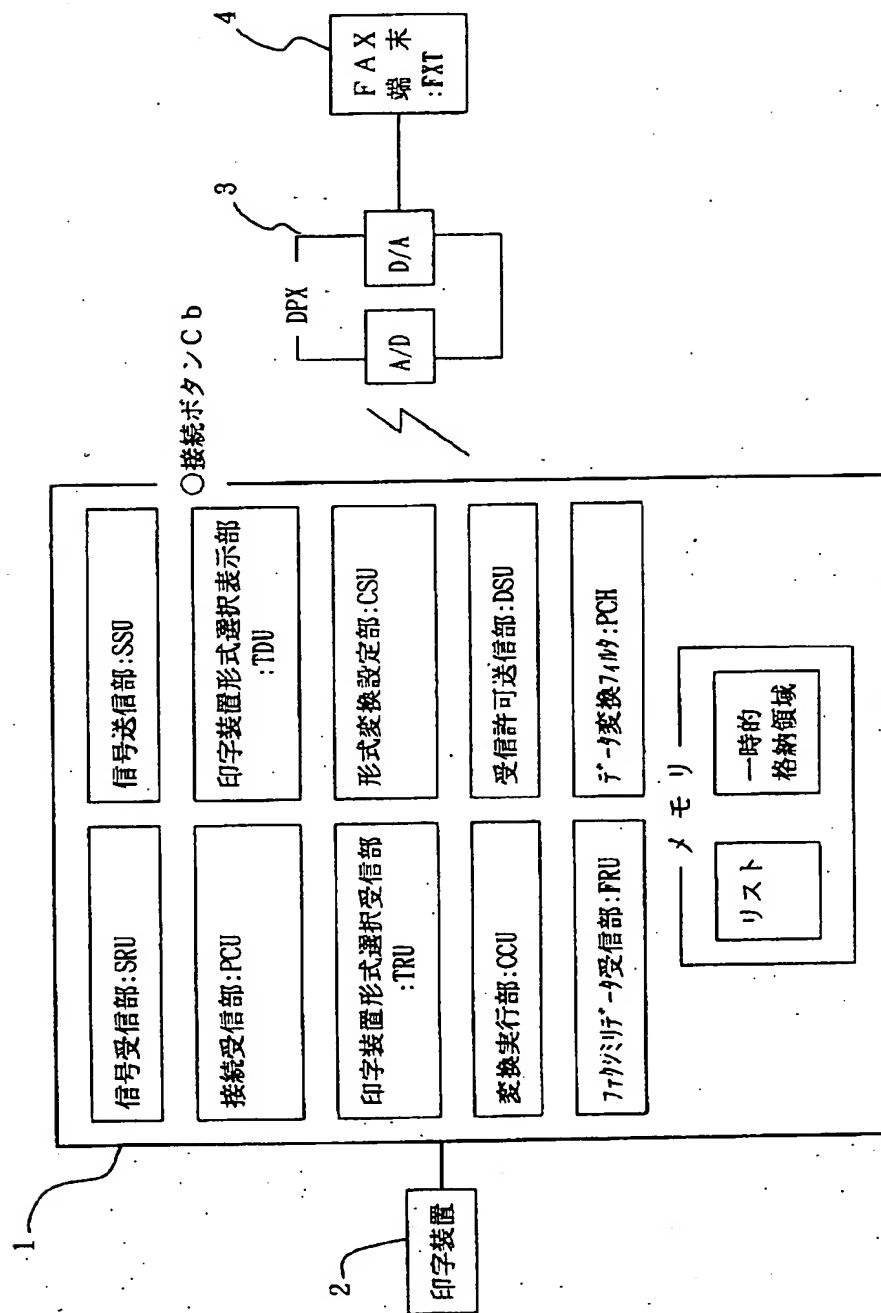 1
信号受信部:SRU
信号送信部:SSU
○接続ボタンCb
接続受信部:PCU
印字装置形式選択表示部
:TDU
印字装置形式選択受信部
:TRU
形式変換設定部:CSU
変換実行部:CCU
受信許可送信部:DSU
ファクシミリデータ受信部:FRU
データ変換フィルタ:PCH
メモリ
リスト
一時的
格納領域
2
印字装置
3
DPX
A/D
D/A
4
FAX
端末
:FXT